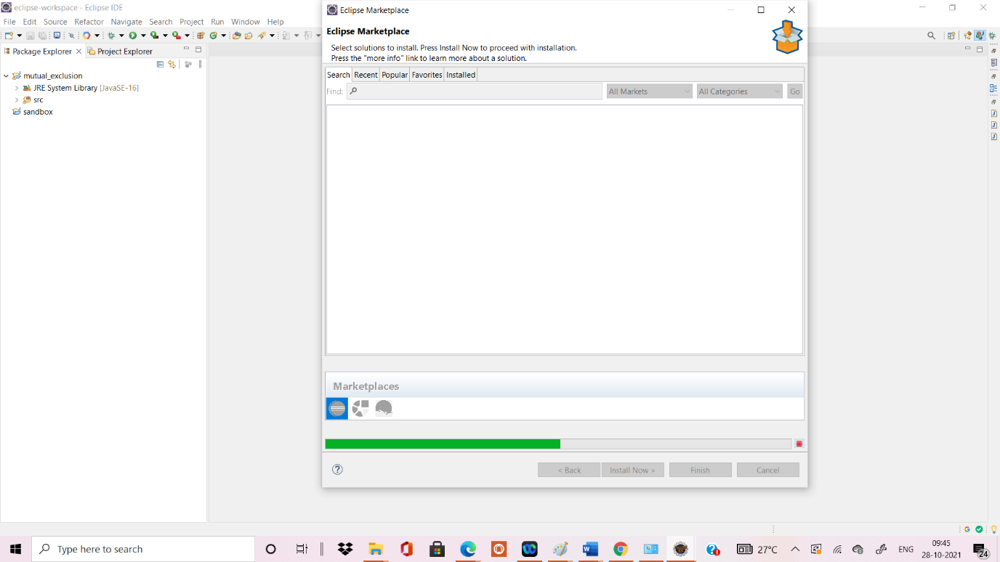 eclipse-workspace - Eclipse IDE
File Edit Source Refactor Navigate Search Project Run Window Help
Package Explorer Project Explorer
mutual_exclusion
JRE System Library [JavaSE-16]
src
sandbox
Eclipse Marketplace
Eclipse Marketplace
Select solutions to install. Press Install Now to proceed with installation.
Press the "more info" link to learn more about a solution.
Search Recent Popular Favorites Installed
Find: All Markets All Categories Go
Marketplaces
< Back Install Now > Finish Cancel
Type here to search
27°C ENG 09:45
28-10-2021 24